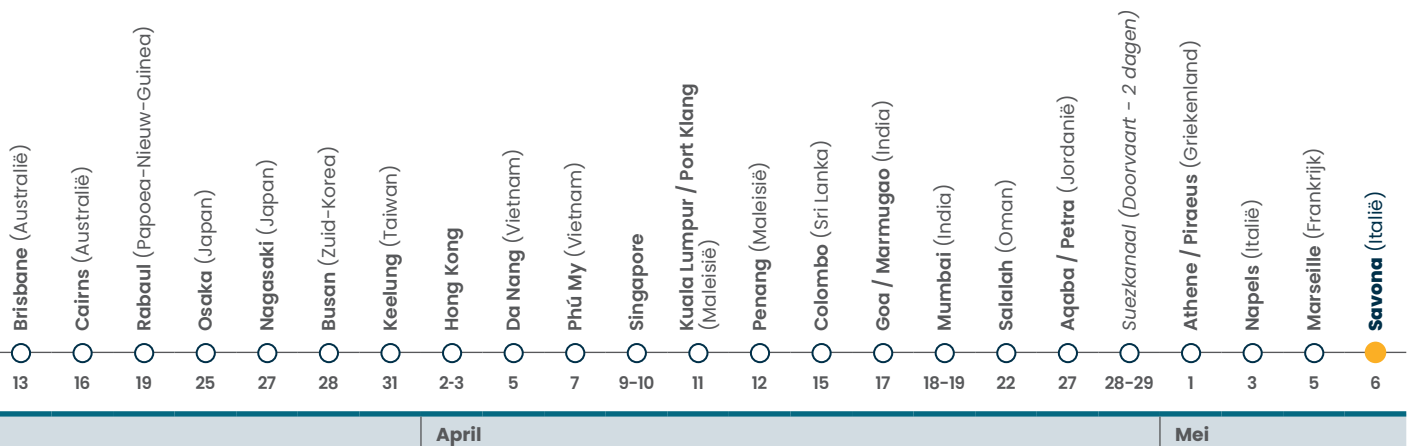 Brisbane (Australië)
Cairns (Australië)
Rabaul (Papoea-Nieuw-Guinea)
Osaka (Japan)
Nagasaki (Japan)
Busan (Zuid-Korea)
Keelung (Taiwan)
Hong Kong
Da Nang (Vietnam)
Phú My (Vietnam)
Singapore
Kuala Lumpur / Port Klang
(Maleisië)
Penang (Maleisië)
Colombo (Sri Lanka)
Goa / Marmugao (India)
Mumbai (India)
Salalah (Oman)
Aqaba / Petra (Jordanië)
Suezkanaal (Doorvaart - 2 dagen)
Athene / Piraeus (Griekenland)
Napels (Italië)
Marseille (Frankrijk)
Savona (Italië)
13 16 19 25 27 28 31 2-3 5 7 9-10 11 12 15 17 18-19 22 27 28-29 1 3 5 6
April Mei